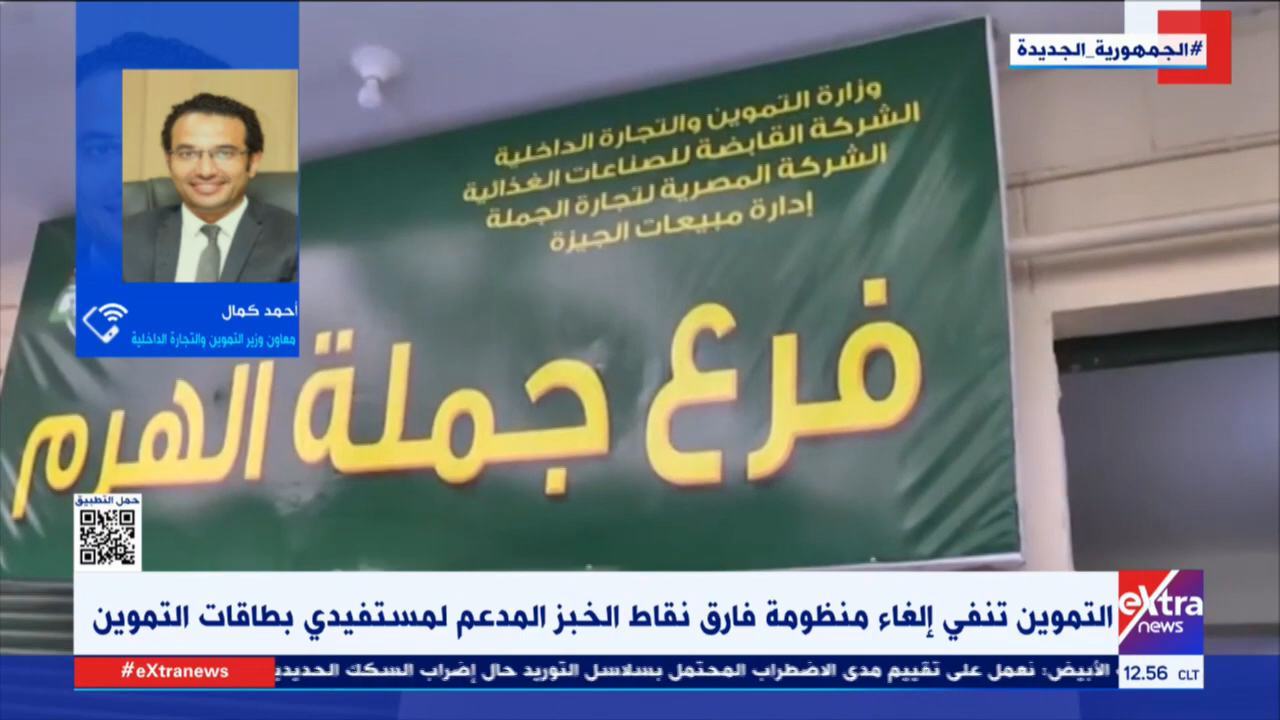 #الجمهورية_الجديدة
وزارة التموين والتجارة الداخلية
الشركة القابضة للصناعات الغذائية
الشركة المصرية لتجارة الجملة
إدارة مبيعات الجيزة
فرع جملة الهرم
أحمد كمال
معاون وزير التموين والتجارة الداخلية
حمل التطبيق
التموين تنفي إلغاء منظومة فارق نقاط الخبز المدعم لمستفيدي بطاقات التموين
eXtra
news
الأبيض: نعمل على تقييم مدى الاضطراب المحتمل بسلاسل التوريد حال إضراب السكك الحديدية
#eXtranews
12.56 CLT